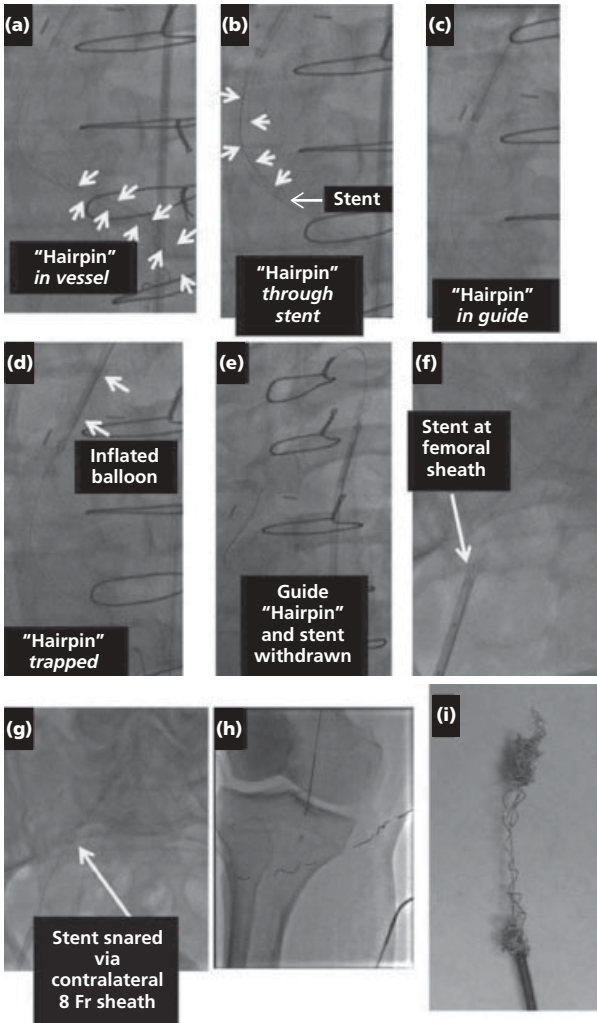 (a)
"Hairpin"
in vessel
(b)
Stent
"Hairpin"
through
stent
(c)
"Hairpin"
in guide
(d)
Inflated
balloon
"Hairpin"
trapped
(e)
Guide
"Hairpin"
and stent
withdrawn
(f)
Stent at
femoral
sheath
(g)
Stent snared
via
contralateral
8 Fr sheath
(h)
(i)